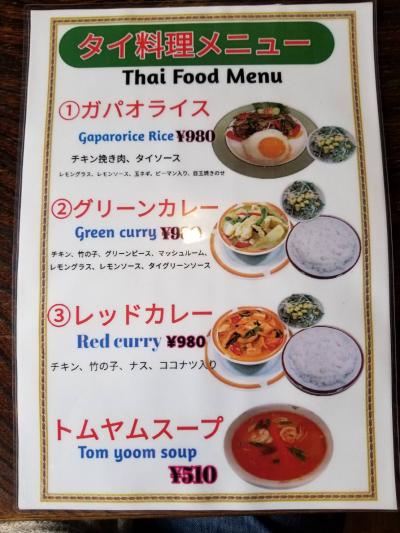 タイ料理メニュー
Thai Food Menu
①ガパオライス
Gaparorice Rice ¥980
チキン挽き肉、タイソース
レモングラス、レモンソース、玉ネギ、ピーマン入り、目玉焼きのせ
②グリーンカレー
Green curry
チキン、竹の子、グリーンピース、マッシュルーム、
レモングラス、レモンソース、タイグリーンソース
③レッドカレー
Red curry ¥980
チキン、竹の子、ナス、ココナツ入り
トムヤムスープ
Tom yoom soup
¥510